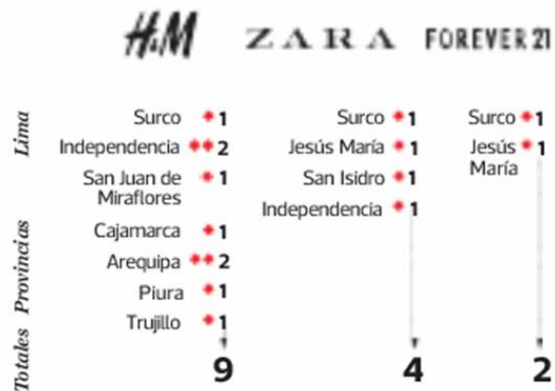 H&M ZARA FOREVER 21
Lima
Surco 1 Surco 1 Surco 1
Independencia 2 Jesús María 1 Jesús 1
María
San Juan de 1 San Isidro 1
Miraflores
Independencia 1
Provincias
Cajamarca 1
Arequipa 2
Piura 1
Trujillo 1
Totales 9 4 2